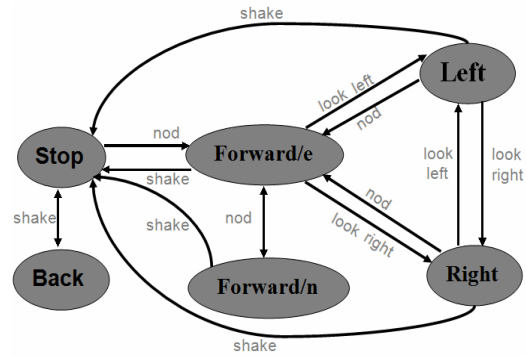 shake
Left
look left
nod
nod
Stop
Forward/e
shake
look
left
look
right
nod
look right
shake
nod
shake
Back
Forward/n
Right
shake